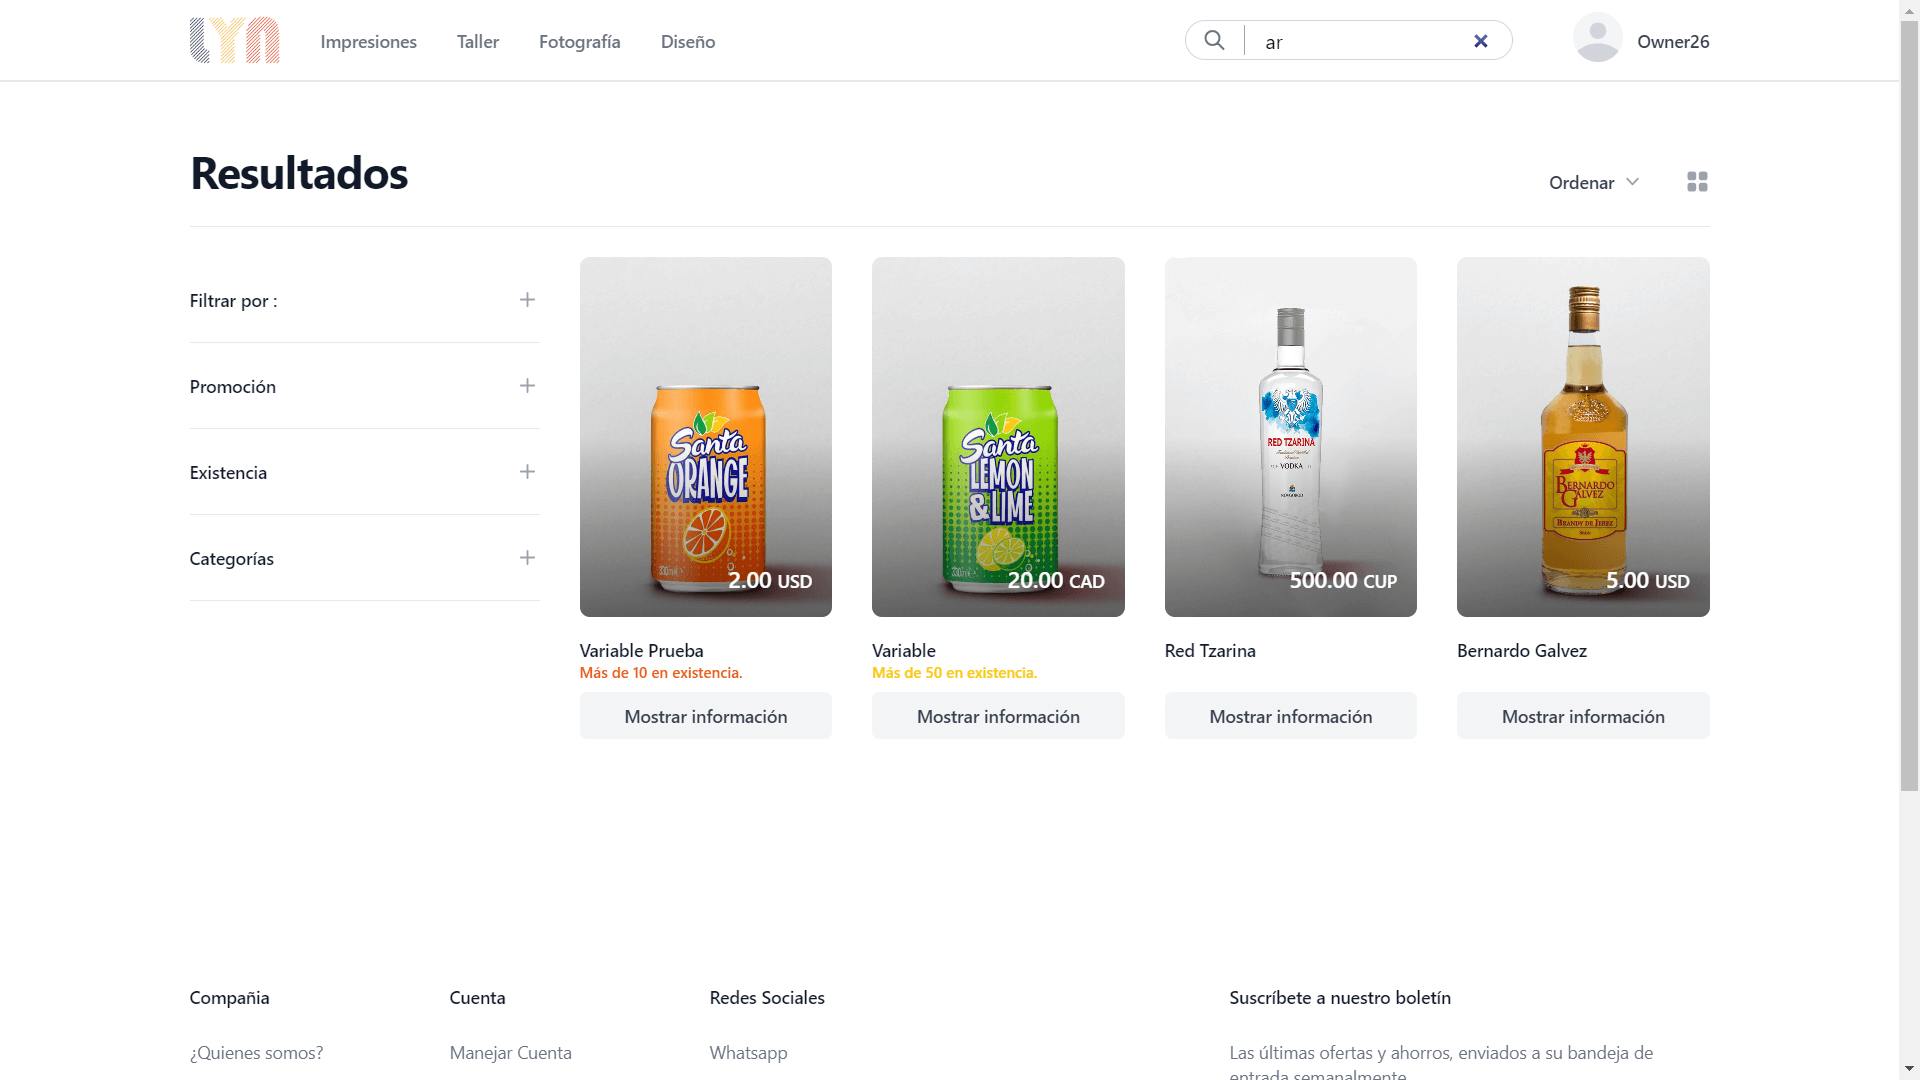 LYN
Impresiones
Taller
Fotografía
Diseño
ar
Owner26
Resultados
Ordenar
Filtrar por :
Promoción
Existencia
Categorías
Santa
ORANGE
330ml
2.00 USD
Santa
LEMON
& LIME
330ml
20.00 CAD
RED TZARINA
VODKA
500.00 CUP
BERNARDO
GALVEZ
BRANDY DE JEREZ
5.00 USD
Variable Prueba
Más de 10 en existencia.
Mostrar información
Variable
Más de 50 en existencia.
Mostrar información
Red Tzarina
Mostrar información
Bernardo Galvez
Mostrar información
Compañia
¿Quienes somos?
Cuenta
Manejar Cuenta
Redes Sociales
Whatsapp
Suscríbete a nuestro boletín
Las últimas ofertas y ahorros, enviados a su bandeja de
entrada semanalmente